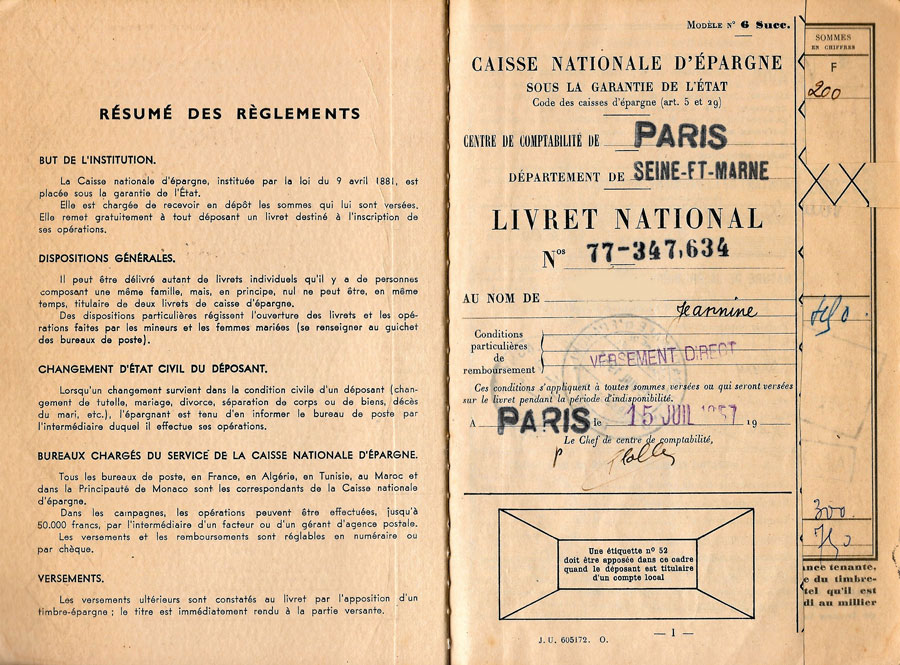 RÉSUMÉ DES RÈGLEMENTS
BUT DE L'INSTITUTION.
La Caisse nationale d'épargne, instituée par la loi du 9 avril 1881, est
placée sous la garantie de l'État.
Elle est chargée de recevoir en dépôt les sommes qui lui sont versées.
Elle remet gratuitement à tout déposant un livret destiné à l'inscription de
ses opérations.
DISPOSITIONS GÉNÉRALES.
Il peut être délivré autant de livrets individuels qu'il y a de personnes
composant une même famille, mais, en principe, nul ne peut être, en même
temps, titulaire de deux livrets de caisse d'épargne.
Des dispositions particulières régissent l'ouverture des livrets et les opé-
rations faites par les mineurs et les femmes mariées (se renseigner au guichet
des bureaux de poste).
CHANGEMENT D'ÉTAT CIVIL DU DÉPOSANT.
Lorsqu'un changement survient dans la condition civile d'un déposant (chan-
gement de tutelle, mariage, divorce, séparation de corps ou de biens, décès
du mari, etc.), l'épargnant est tenu d'en informer le bureau de poste par
l'intermédiaire duquel il effectue ses opérations.
BUREAUX CHARGÉS DU SERVICE DE LA CAISSE NATIONALE D'ÉPARGNE.
Tous les bureaux de poste, en France, en Algérie, en Tunisie, au Maroc et
dans la Principauté de Monaco sont les correspondants de la Caisse nationale
d'épargne.
Dans les campagnes, les opérations peuvent être effectuées, jusqu'à
50.000 francs, par l'intermédiaire d'un facteur ou d'un gérant d'agence postale.
Les versements et les remboursements sont réglables en numéraire ou
par chèque.
VERSEMENTS.
Les versements ultérieurs sont constatés au livret par l'apposition d'un
timbre-épargne ; le titre est immédiatement rendu à la partie versante.
MODÈLE N° 6 Succ.
CAISSE NATIONALE D'ÉPARGNE
SOUS LA GARANTIE DE L'ÉTAT
Code des caisses d'épargne (art. 5 et 29)
CENTRE DE COMPTABILITÉ DE PARIS
DÉPARTEMENT DE SEINE-ET-MARNE
LIVRET NATIONAL
Nos 77-347,634
AU NOM DE
Jeannine
Conditions
particulières
de
remboursement
VERSEMENT DIRECT
Ces conditions s'appliquent à toutes sommes versées ou qui seront versées
sur le livret pendant la période d'indisponibilité.
A PARIS le 15 JUIL 1957 19
Le Chef de centre de comptabilité,
P
Une étiquette n° 52
doit être apposée dans ce cadre
quand le déposant est titulaire
d'un compte local
J. U. 605172. O.
— 1 —
SOMMES
EN CHIFFRES
F
200
XX
300
nce tenante,
e du timbre-
tel qu'il est
di au millier